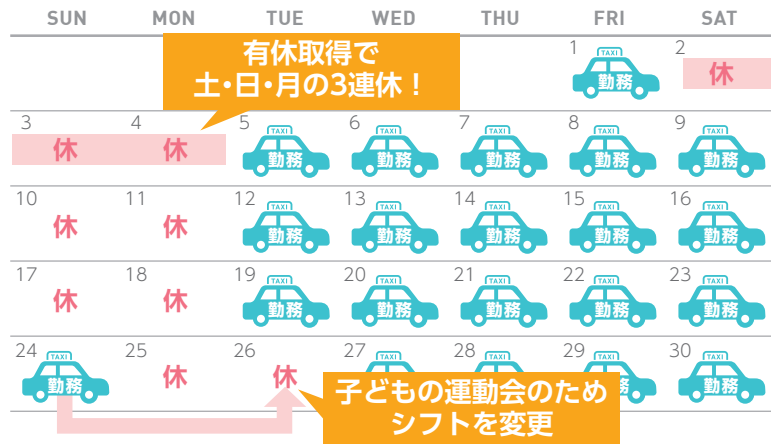 SUN MON TUE WED THU FRI SAT
有休取得で
土・日・月の3連休！
1 TAXI 勤務 2 休
3 休 4 休 5 TAXI 勤務 6 TAXI 勤務 7 TAXI 勤務 8 TAXI 勤務 9 TAXI 勤務
10 休 11 休 12 TAXI 勤務 13 TAXI 勤務 14 TAXI 勤務 15 TAXI 勤務 16 TAXI 勤務
17 休 18 休 19 TAXI 勤務 20 TAXI 勤務 21 TAXI 勤務 22 TAXI 勤務 23 TAXI 勤務
24 TAXI 勤務 25 休 26 休 27 TAXI 28 TAXI 29 TAXI 30 TAXI 勤務
子どもの運動会のため
シフトを変更